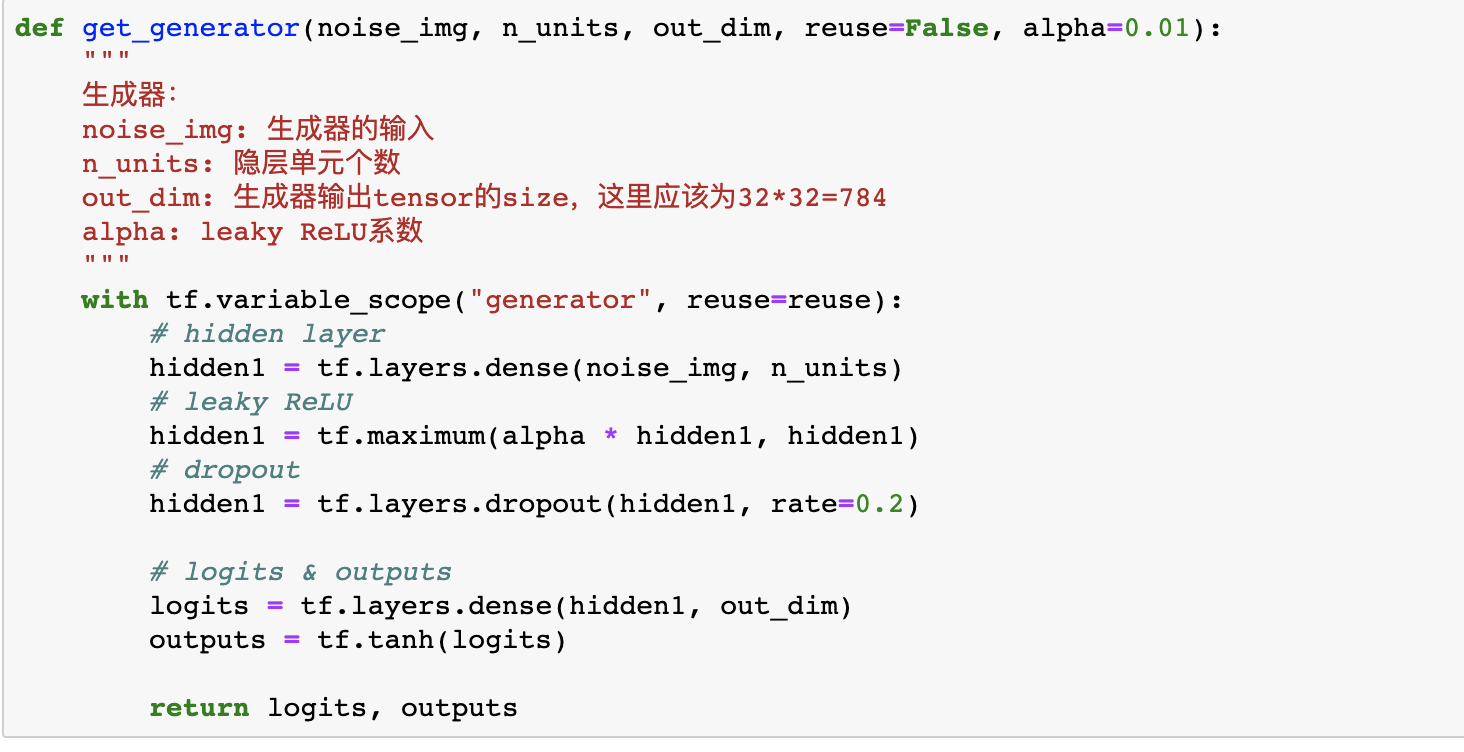 def get_generator(noise_img, n_units, out_dim, reuse=False, alpha=0.01):
    """
    生成器：
    noise_img: 生成器的输入
    n_units: 隐层单元个数
    out_dim: 生成器输出tensor的size，这里应该为32*32=784
    alpha: leaky ReLU系数
    """
    with tf.variable_scope("generator", reuse=reuse):
        # hidden layer
        hidden1 = tf.layers.dense(noise_img, n_units)
        # leaky ReLU
        hidden1 = tf.maximum(alpha * hidden1, hidden1)
        # dropout
        hidden1 = tf.layers.dropout(hidden1, rate=0.2)
        # logits & outputs
        logits = tf.layers.dense(hidden1, out_dim)
        outputs = tf.tanh(logits)
        return logits, outputs